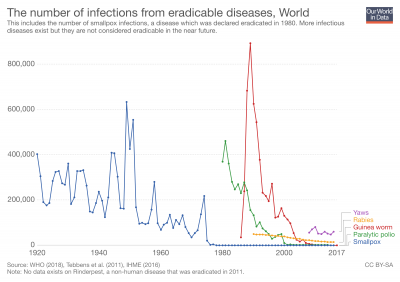 The number of infections from eradicable diseases, World
This includes the number of smallpox infections, a disease which was declared eradicated in 1980. More infectious
diseases exist but they are not considered eradicable in the near future.
Our World
in Data
800,000
600,000
400,000
200,000
0
1920
1940
1960
1980
2000
2017
Yaws
Rabies
Guinea worm
Paralytic polio
Smallpox
Source: WHO (2018), Tebbens et al. (2011), IHME (2018)
CC BY-SA
Note: No data exists on Rinderpest, a non-human disease that was eradicated in 2011.